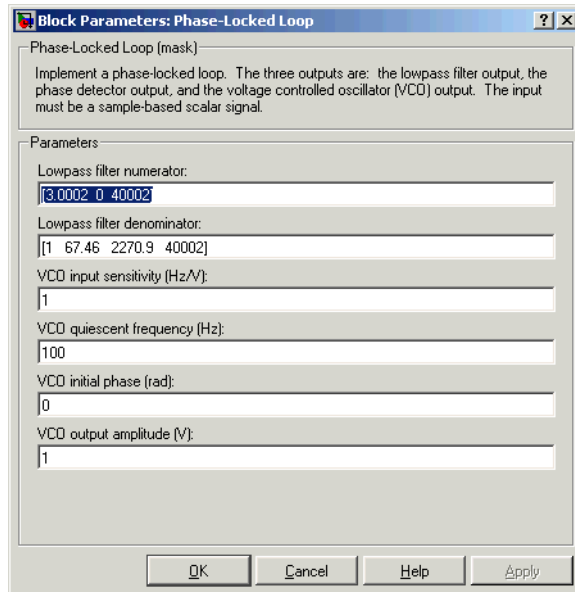 Block Parameters: Phase-Locked Loop
Phase-Locked Loop (mask)
Implement a phase-locked loop. The three outputs are: the lowpass filter output, the
phase detector output, and the voltage controlled oscillator (VCO) output. The input
must be a sample-based scalar signal.
Parameters
Lowpass filter numerator:
[3.0002 0 40002]
Lowpass filter denominator:
[1 67.46 2270.9 40002]
VCO input sensitivity (Hz/V):
1
VCO quiescent frequency (Hz):
100
VCO initial phase (rad):
0
VCO output amplitude (V):
1
OK Cancel Help Apply